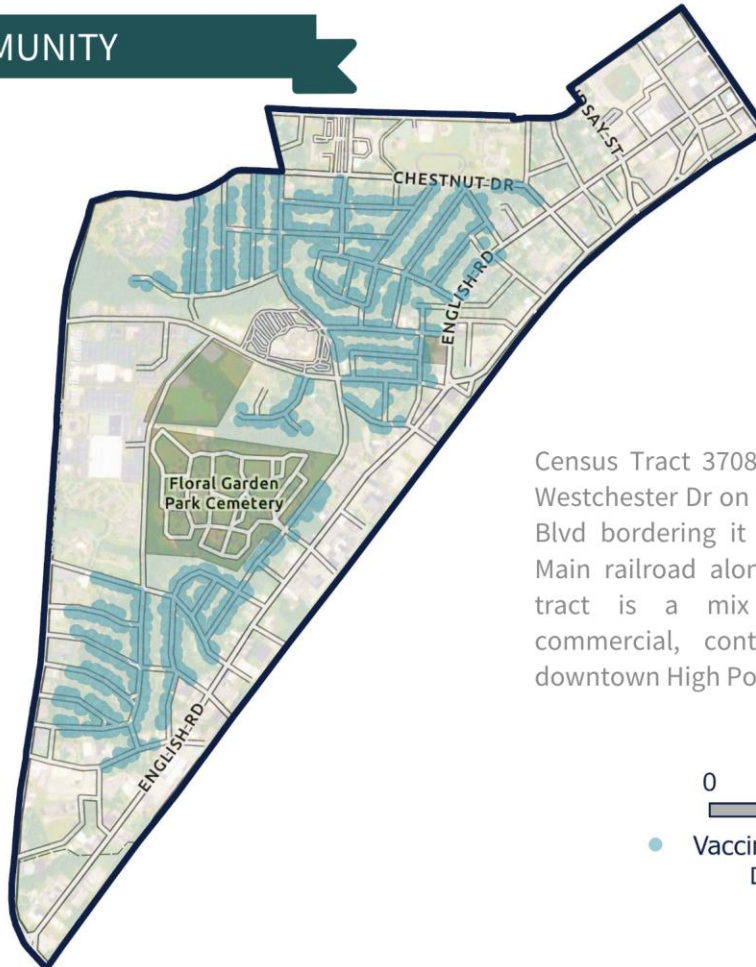 MUNITY
DSAY ST
CHESTNUT DR
ENGLISH RD
Floral Garden
Park Cemetery
Census Tract 3708
Westchester Dr on
Blvd bordering it
Main railroad alon
tract is a mix
commercial, cont
downtown High Po
ENGLISH RD
0
Vaccin
D